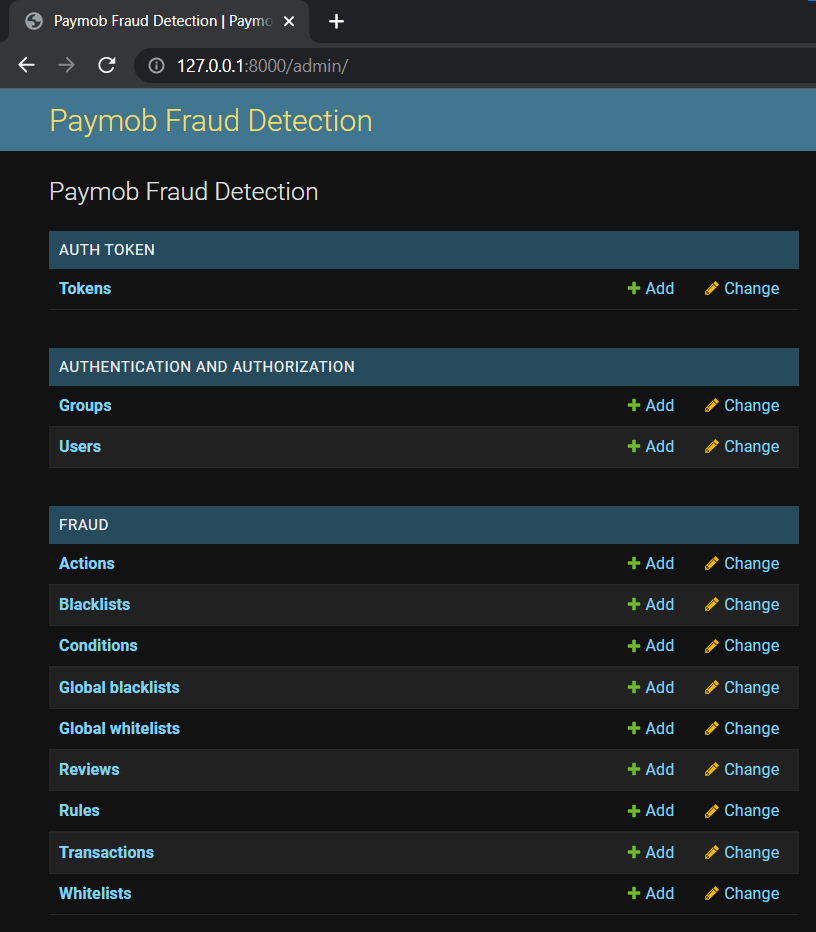 Paymob Fraud Detection | Paymo
127.0.0.1:8000/admin/
Paymob Fraud Detection
Paymob Fraud Detection
AUTH TOKEN
Tokens Add Change
AUTHENTICATION AND AUTHORIZATION
Groups Add Change
Users Add Change
FRAUD
Actions Add Change
Blacklists Add Change
Conditions Add Change
Global blacklists Add Change
Global whitelists Add Change
Reviews Add Change
Rules Add Change
Transactions Add Change
Whitelists Add Change